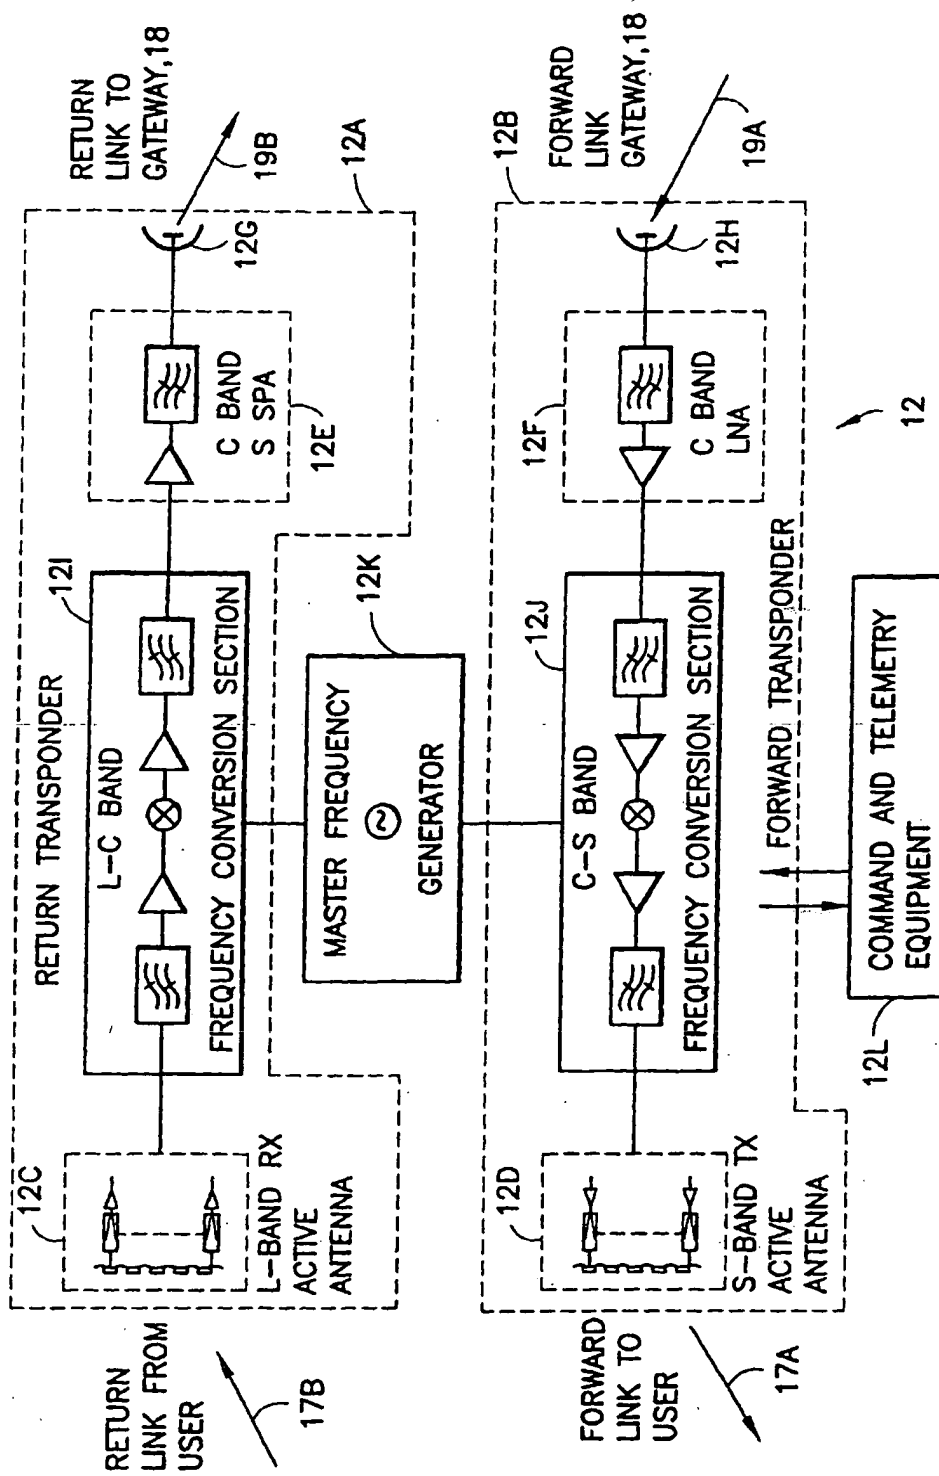 RETURN
LINK FROM
USER
17B
RETURN TRANSPONDER
12C
L-BAND RX
ACTIVE
ANTENNA
12I
L-C BAND
FREQUENCY CONVERSION SECTION
C BAND
S SPA
12E
12G
RETURN
LINK TO
GATEWAY,18
19B
12A
MASTER FREQUENCY
GENERATOR
12K
FORWARD
LINK TO
USER
17A
12D
S-BAND TX
ACTIVE
ANTENNA
12J
C-S BAND
FREQUENCY CONVERSION SECTION
12F
C BAND
LNA
12H
12B
FORWARD
LINK
GATEWAY,18
19A
FORWARD TRANSPONDER
12
COMMAND AND TELEMETRY
EQUIPMENT
12L